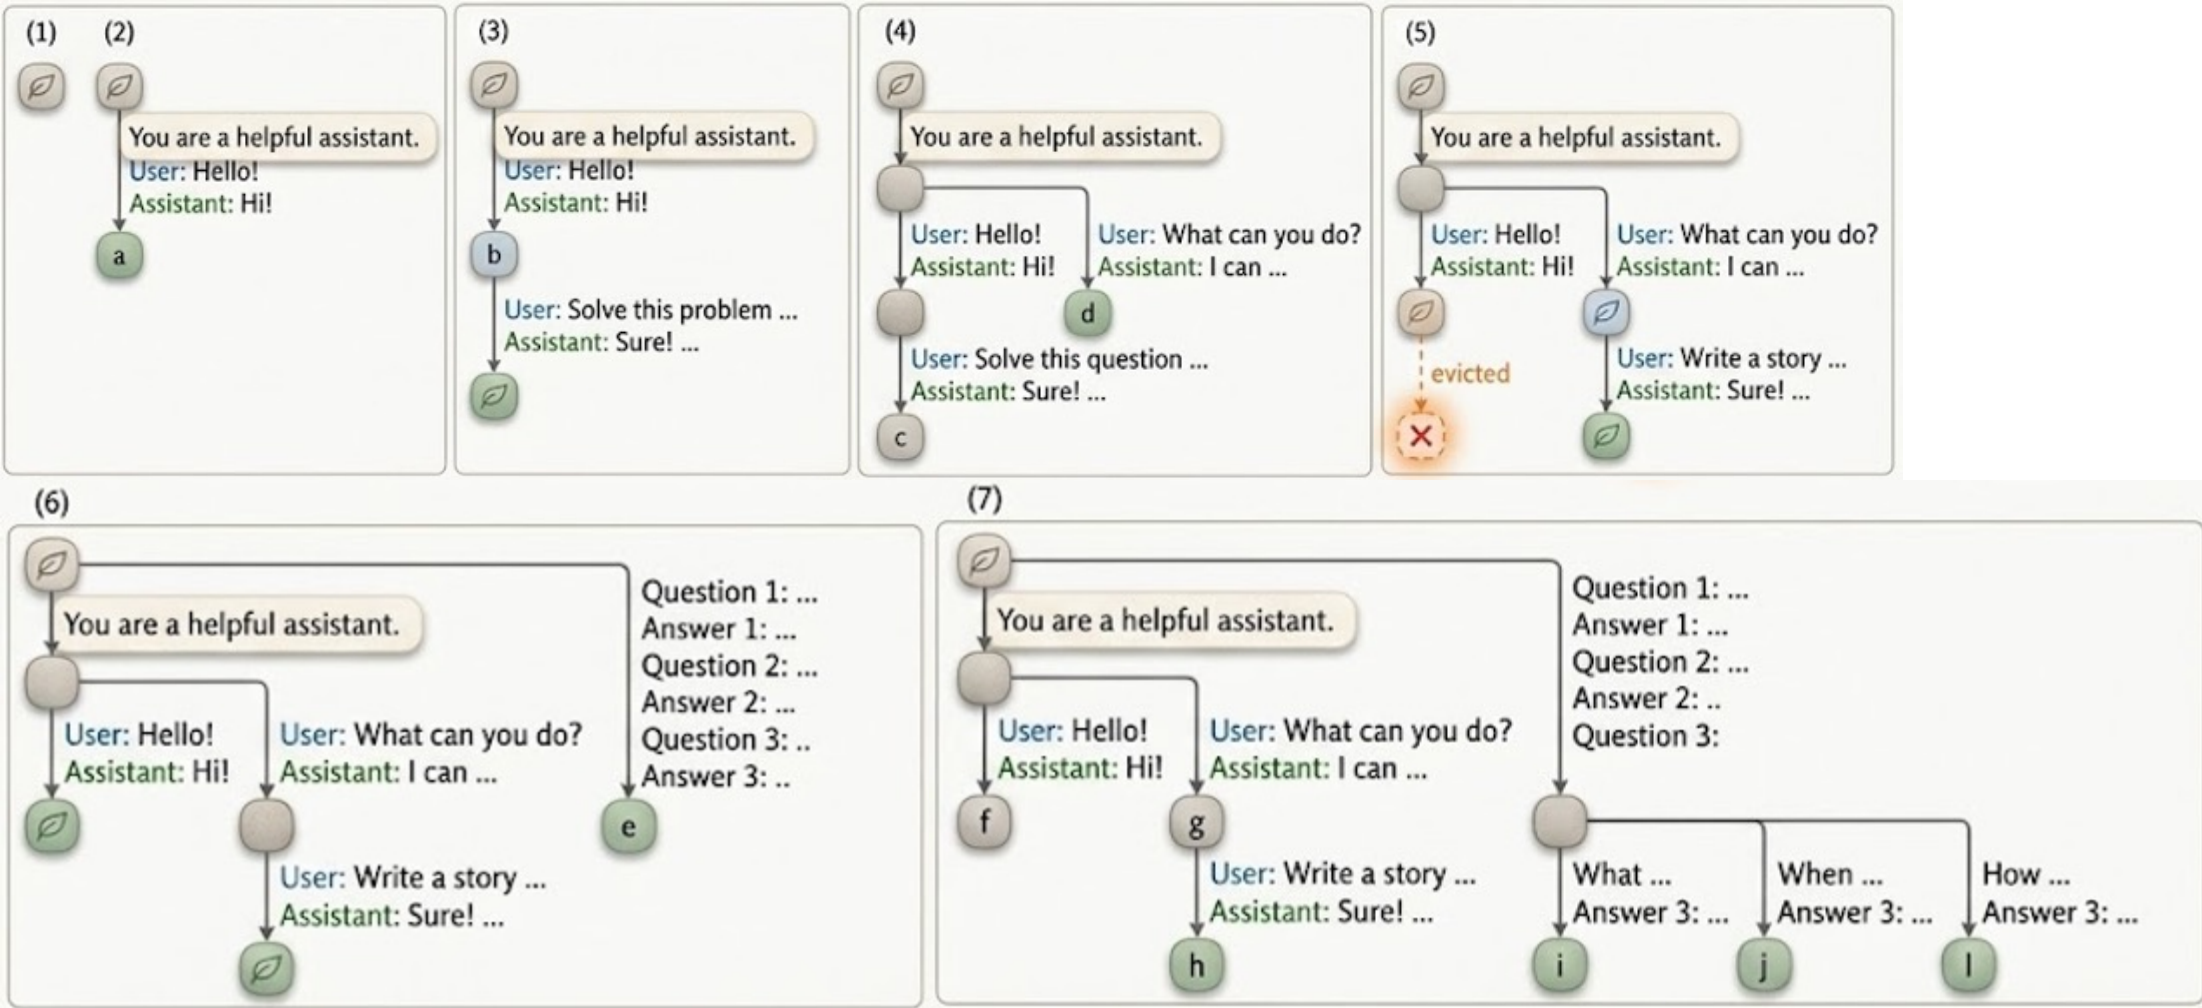 (1)
(2)
You are a helpful assistant.
User: Hello!
Assistant: Hi!
a
(3)
You are a helpful assistant.
User: Hello!
Assistant: Hi!
b
User: Solve this problem ...
Assistant: Sure! ...
(4)
You are a helpful assistant.
User: Hello!
Assistant: Hi!
User: What can you do?
Assistant: I can ...
d
User: Solve this question ...
Assistant: Sure! ...
c
(5)
You are a helpful assistant.
User: Hello!
Assistant: Hi!
User: What can you do?
Assistant: I can ...
evicted
User: Write a story ...
Assistant: Sure! ...
(6)
You are a helpful assistant.
Question 1: ...
Answer 1: ...
Question 2: ...
Answer 2: ...
Question 3: ..
Answer 3: ..
User: Hello!
Assistant: Hi!
User: What can you do?
Assistant: I can ...
e
User: Write a story ...
Assistant: Sure! ...
(7)
You are a helpful assistant.
Question 1: ...
Answer 1: ...
Question 2: ...
Answer 2: ..
Question 3:
User: Hello!
Assistant: Hi!
f
User: What can you do?
Assistant: I can ...
g
User: Write a story ...
Assistant: Sure! ...
h
What ...
Answer 3: ...
i
When ...
Answer 3: ...
j
How ...
Answer 3: ...
l